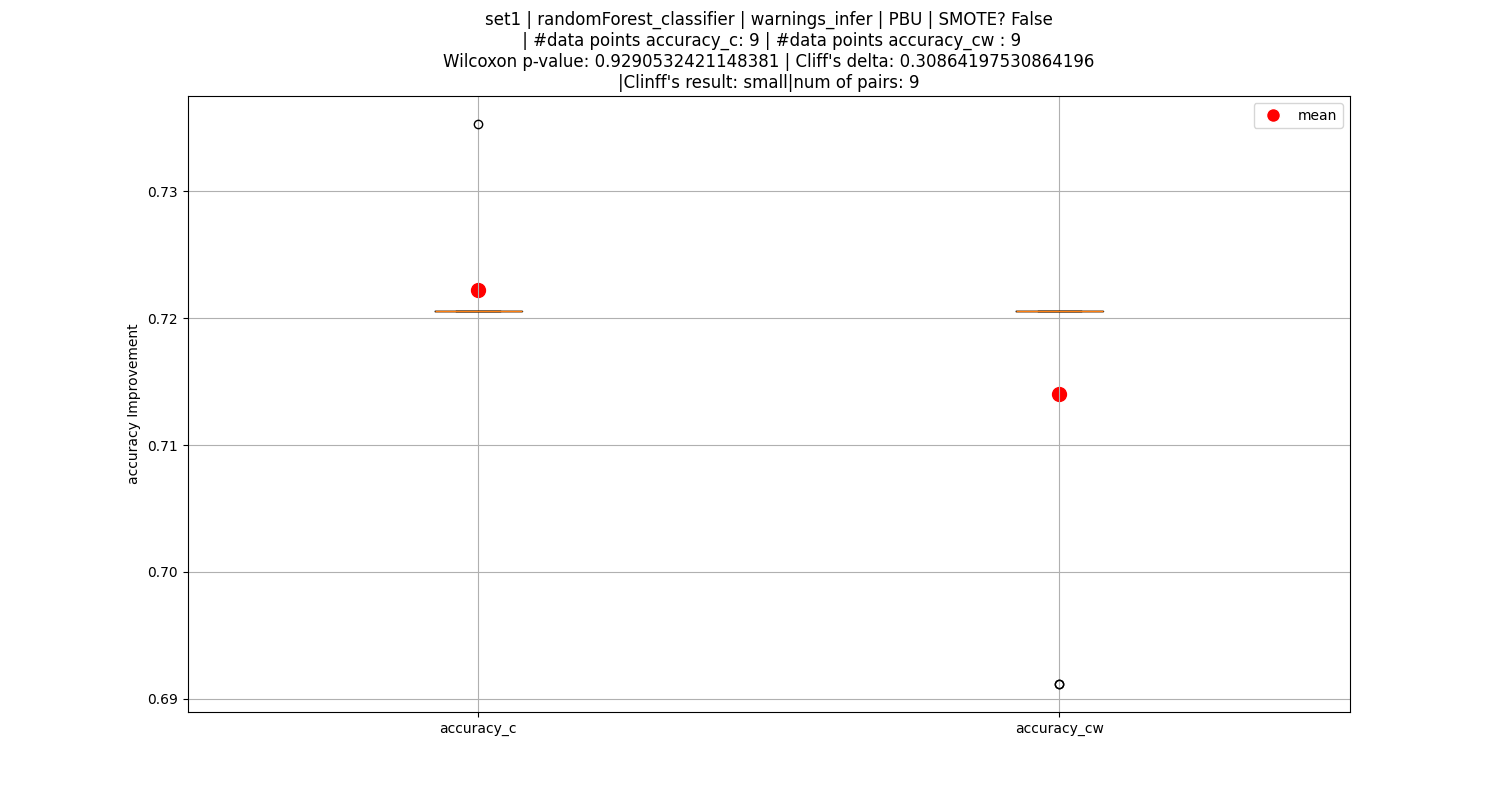 set1 | randomForest_classifier | warnings_infer | PBU | SMOTE? False
| #data points accuracy_c: 9 | #data points accuracy_cw : 9
Wilcoxon p-value: 0.9290532421148381 | Cliff's delta: 0.30864197530864196
|Clinff's result: small|num of pairs: 9
mean
0.73
0.72
0.71
0.70
0.69
accuracy Improvement
accuracy_c
accuracy_cw